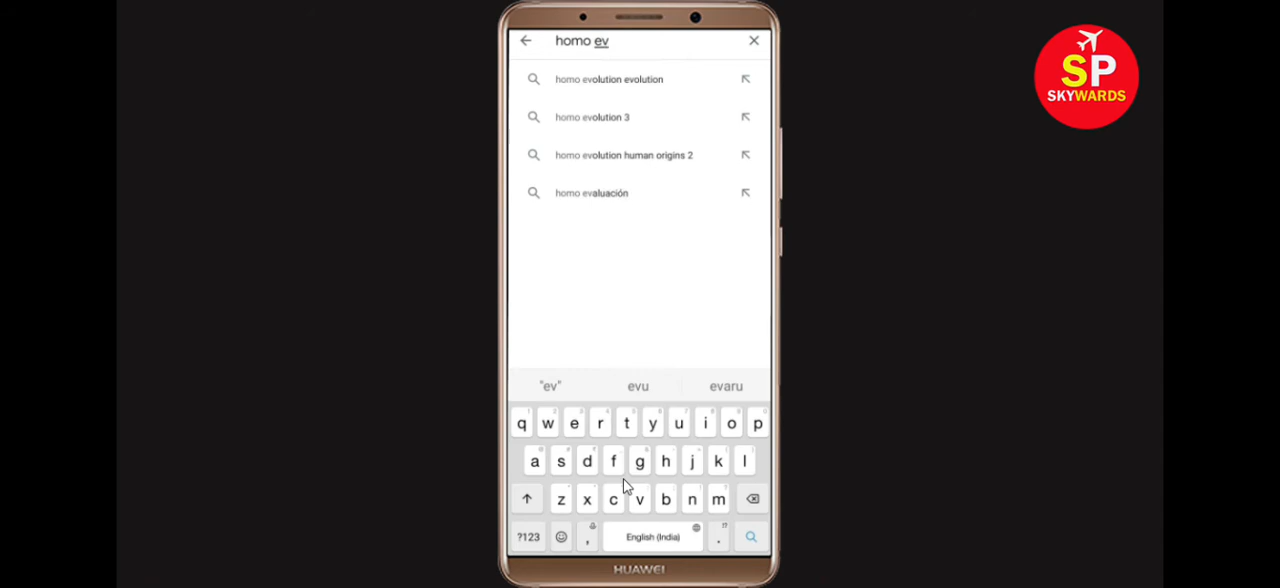 homo ev
homo evolution evolution
homo evolution 3
homo evolution human origins 2
homo evaluación
"ev" evu evaru
q w e r t y u i o p
a s d f g h j k l
z x c v b n m
?123 , English (India) .
HUAWEI
SP
SKYWARDS